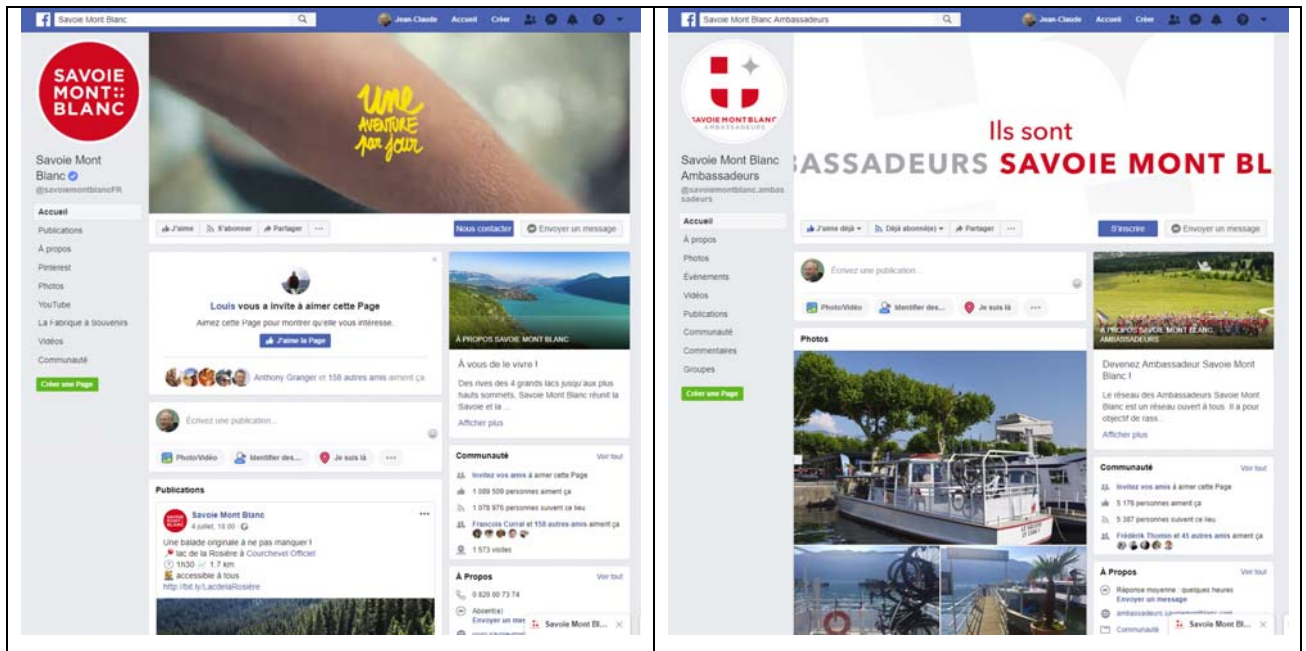 Savoie Mont Blanc
Jean-Claude Accueil Créer
SAVOIE
MONT
BLANC
une
AVENTURE
par jour
Savoie Mont
Blanc
@savoiemontblancFR
Accueil
Publications
À propos
Pinterest
Photos
YouTube
La Fabrique à Souvenirs
Vidéos
Communauté
Créer une Page
J'aime S'abonner Partager ...
Nous contacter Envoyer un message
Louis vous a invité à aimer cette Page
Aimez cette Page pour montrer qu'elle vous intéresse.
J'aime la Page
Anthony Granger et 158 autres amis aiment ça.
Écrivez une publication...
Photo/Vidéo Identifier des... Je suis là ...
Publications
Savoie Mont Blanc
4 juillet, 18:00
Une balade originale à ne pas manquer !
lac de la Rosière à Courchevel Officiel
1h30 1.7 km
accessible à tous
http://bit.ly/LacdelaRosière
À PROPOS SAVOIE MONT BLANC
À vous de le vivre !
Des rives des 4 grands lacs jusqu'aux plus
hauts sommets, Savoie Mont Blanc réunit la
Savoie et la ...
Afficher plus
Communauté Voir tout
Invitez vos amis à aimer cette Page
1 089 509 personnes aiment ça
1 078 976 personnes suivent ce lieu
Francois Curral et 158 autres amis aiment ça
1 573 visites
À Propos Voir tout
0 820 00 73 74
Absent(e)
Envoyer un mes
Savoie Mont Bl...
Savoie Mont Blanc Ambassadeurs
Jean-Claude Accueil Créer
SAVOIE MONT BLANC
AMBASSADEURS
Ils sont
BASSADEURS SAVOIE MONT BL
Savoie Mont Blanc
Ambassadeurs
@savoiemontblanc.ambas
sadeurs
Accueil
À propos
Photos
Événements
Vidéos
Publications
Communauté
Commentaires
Groupes
Créer une Page
J'aime déjà Déjà abonné(e) Partager ...
S'inscrire Envoyer un message
Écrivez une publication...
Photo/Vidéo Identifier des... Je suis là ...
Photos
À PROPOS SAVOIE MONT BLANC
AMBASSADEURS
Devenez Ambassadeur Savoie Mont
Blanc !
Le réseau des Ambassadeurs Savoie Mont
Blanc est un réseau ouvert à tous. Il a pour
objectif de rass...
Afficher plus
Communauté Voir tout
Invitez vos amis à aimer cette Page
5 176 personnes aiment ça
5 387 personnes suivent ce lieu
Frédérik Thomin et 45 autres amis aiment ça
À Propos Voir tout
Réponse moyenne : quelques heures
Envoyer un message
ambassadeurs.savoiemontblanc.com
Communauté
Savoie Mont Bl...